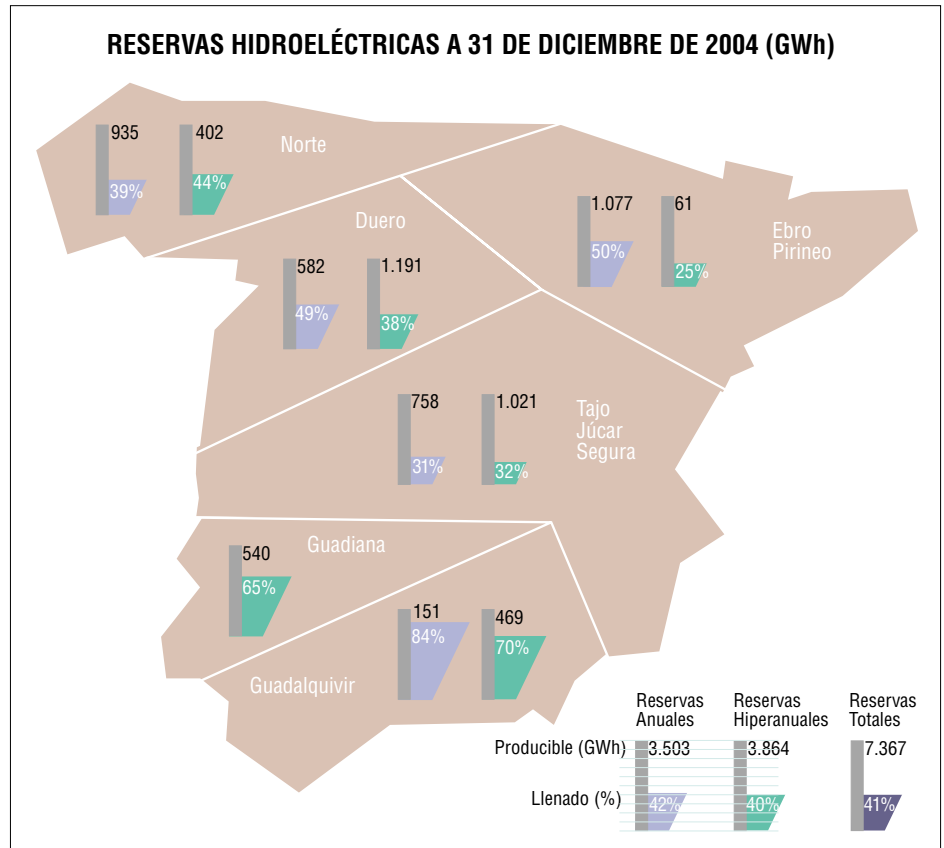 RESERVAS HIDROELÉCTRICAS A 31 DE DICIEMBRE DE 2004 (GWh)
935
402
Norte
39%
44%
Duero
582
1.191
49%
38%
1.077
61
Ebro
Pirineo
50%
25%
758
1.021
Tajo
Júcar
Segura
31%
32%
Guadiana
540
65%
151
469
84%
70%
Guadalquivir
Reservas
Anuales
Reservas
Hiperanuales
Reservas
Totales
Producible (GWh)
3.503
3.864
7.367
Llenado (%)
42%
40%
41%